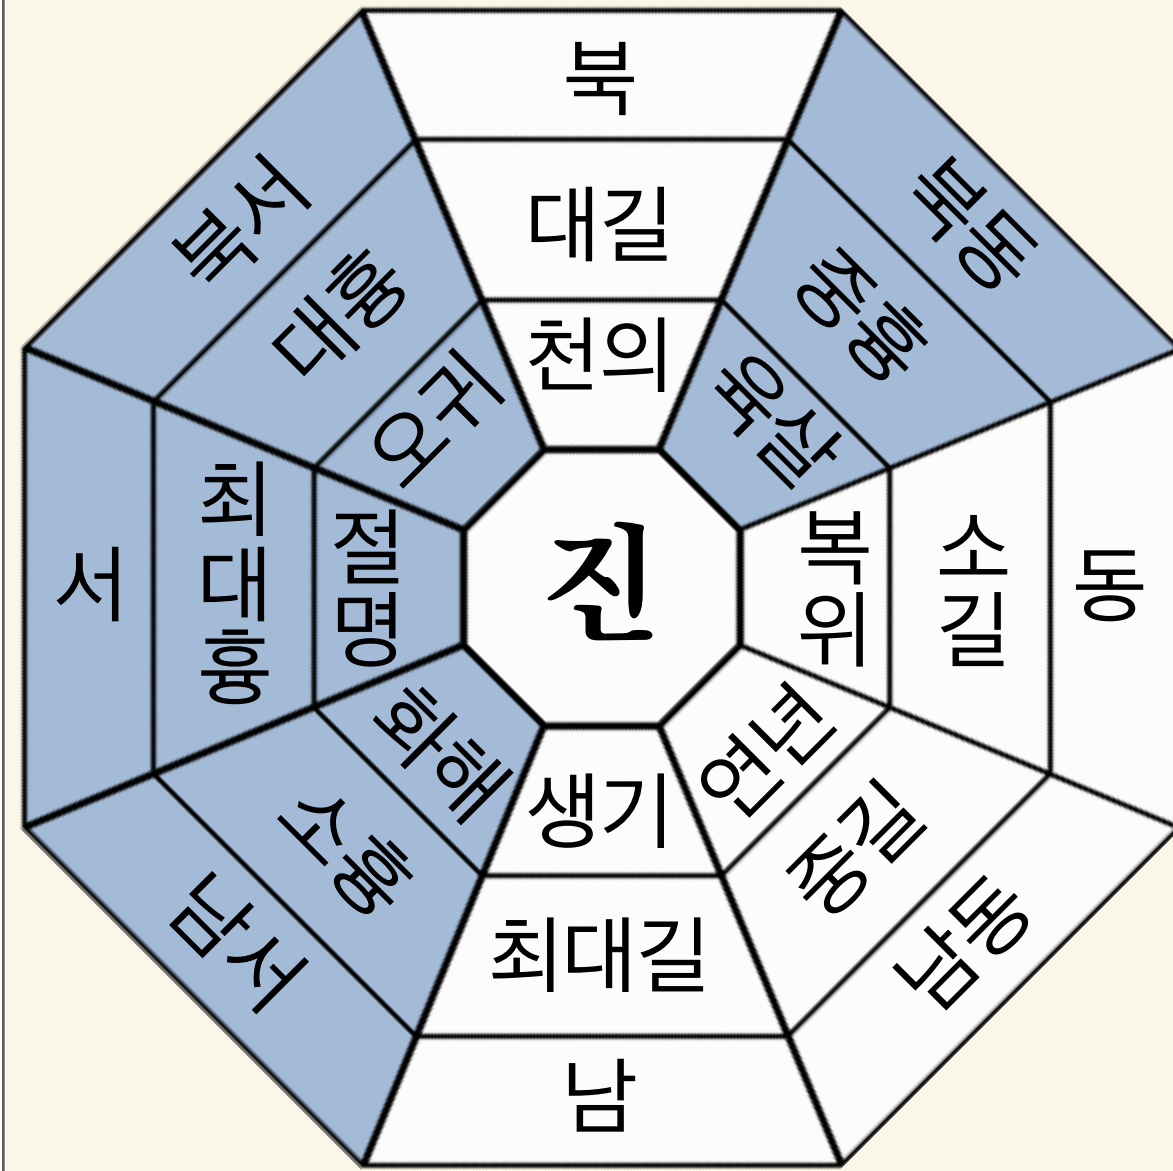 북
대길
천의
북동
중흉
육살
동
소길
복위
남동
중길
연년
남
최대길
생기
남서
소흉
화해
서
최대흉
절명
북서
대흉
오귀
진